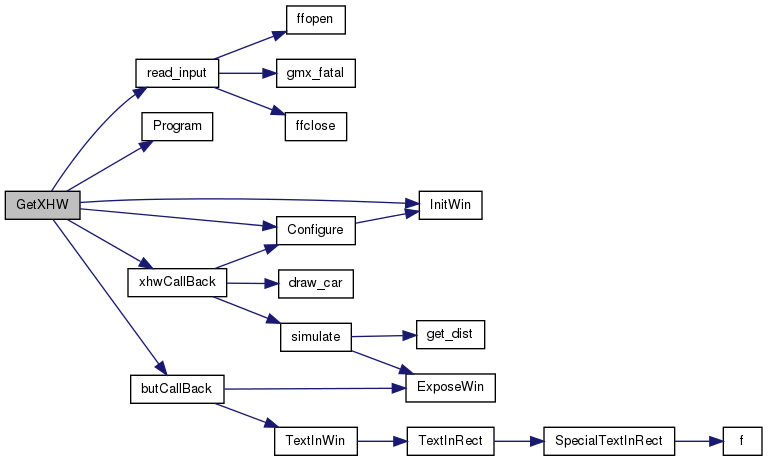 ffopen
read_input
gmx_fatal
ffclose
Program
GetXHW
InitWin
Configure
xhwCallBack
draw_car
simulate
get_dist
ExposeWin
butCallBack
TextInWin
TextInRect
SpecialTextInRect
f